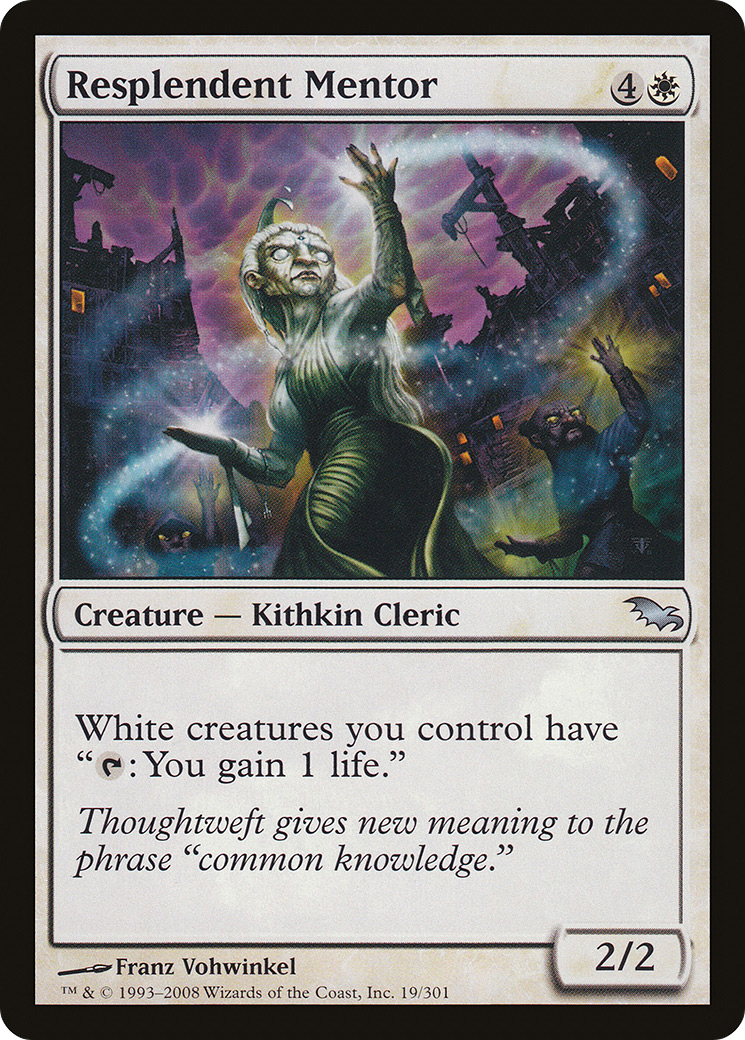 Resplendent Mentor 4
Creature — Kithkin Cleric
White creatures you control have
“: You gain 1 life.”
Thoughtweft gives new meaning to the
phrase “common knowledge.”
2/2
Franz Vohwinkel
™ & © 1993–2008 Wizards of the Coast, Inc. 19/301